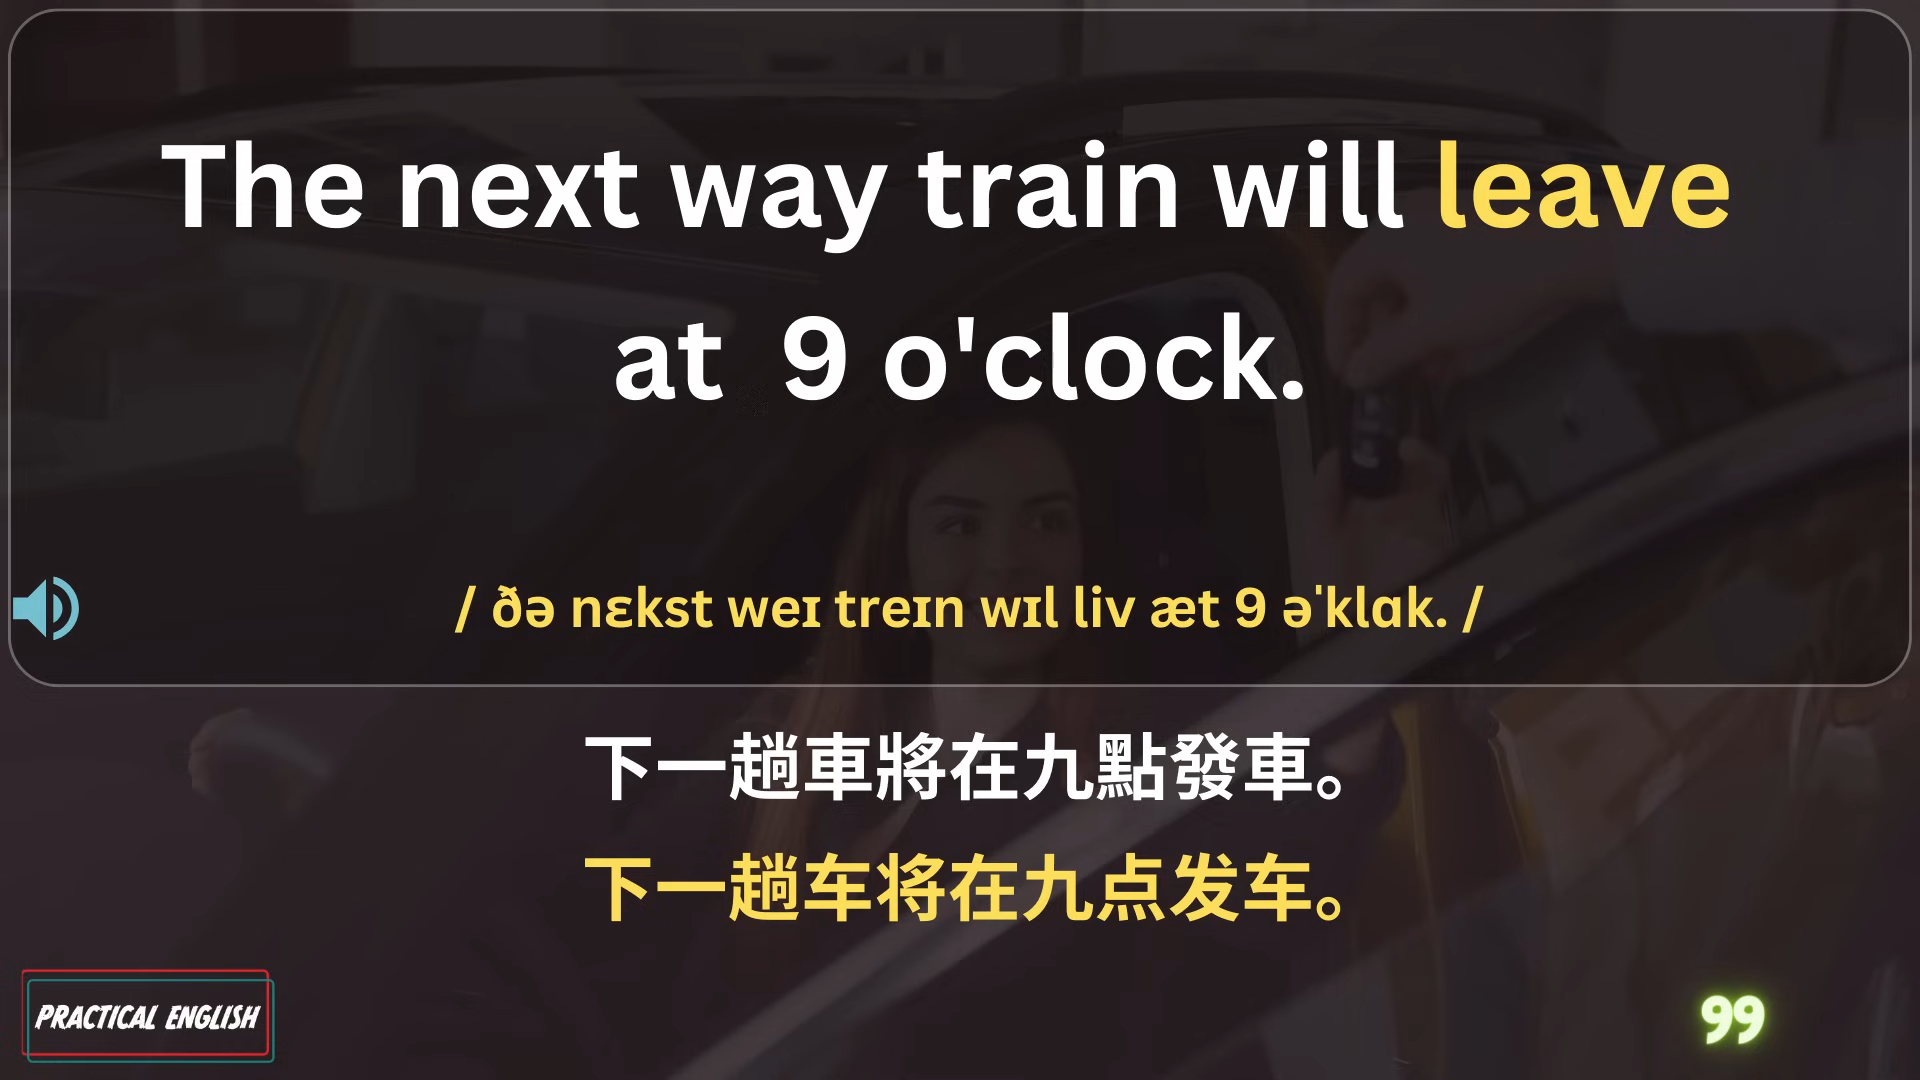 The next way train will leave
at 9 o'clock.
/ ðə nɛkst weɪ treɪn wɪl liv æt 9 əˈklɑk. /
下一趟車將在九點發車。
下一趟车将在九点发车。
PRACTICAL ENGLISH
99